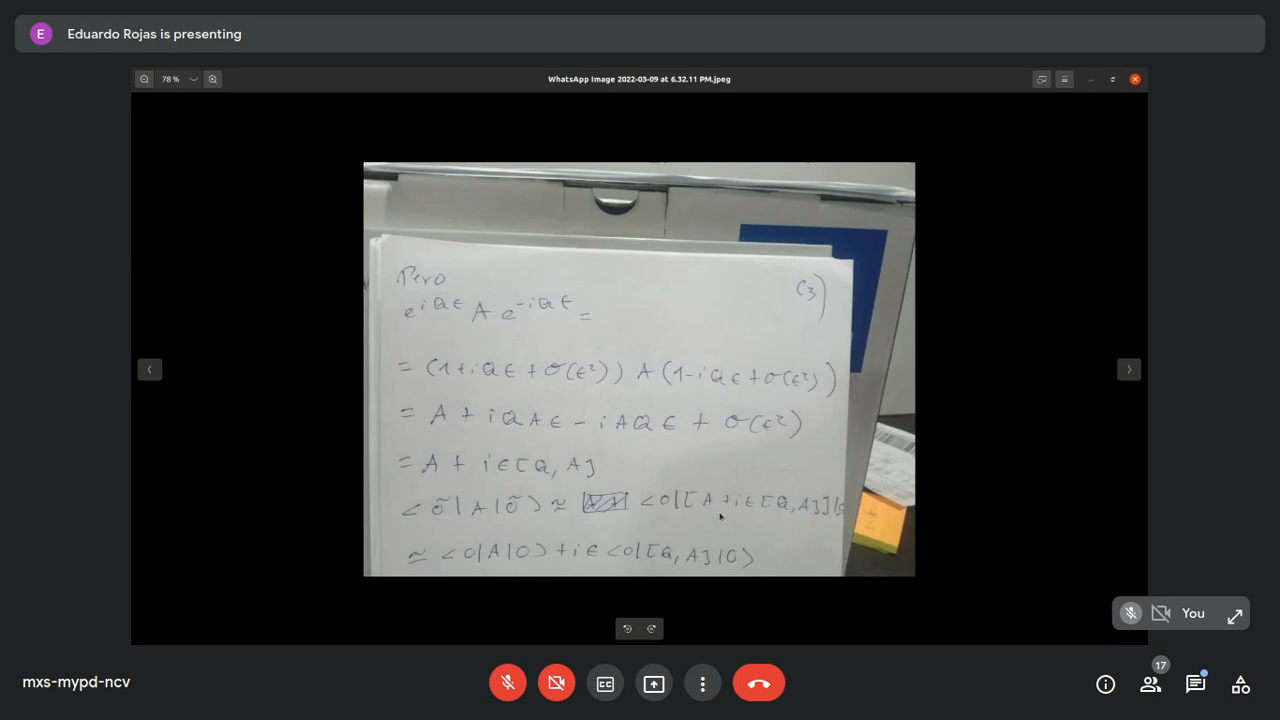 E Eduardo Rojas is presenting
78 % WhatsApp Image 2022-03-09 at 6.32.11 PM.jpeg
Pero (3)
e^{iQε} A e^{-iQε} =
= (1+iQε + O(ε²)) A (1-iQε+O(ε²))
= A + iQAε - iAQε + O(ε²)
= A + iε[Q, A]
<õ|A|õ> ≈ <0|[A+iε[Q,A]]|0
≈ <0|A|0> + iε<0|[Q, A]|0>
You
mxs-mypd-ncv CC 17